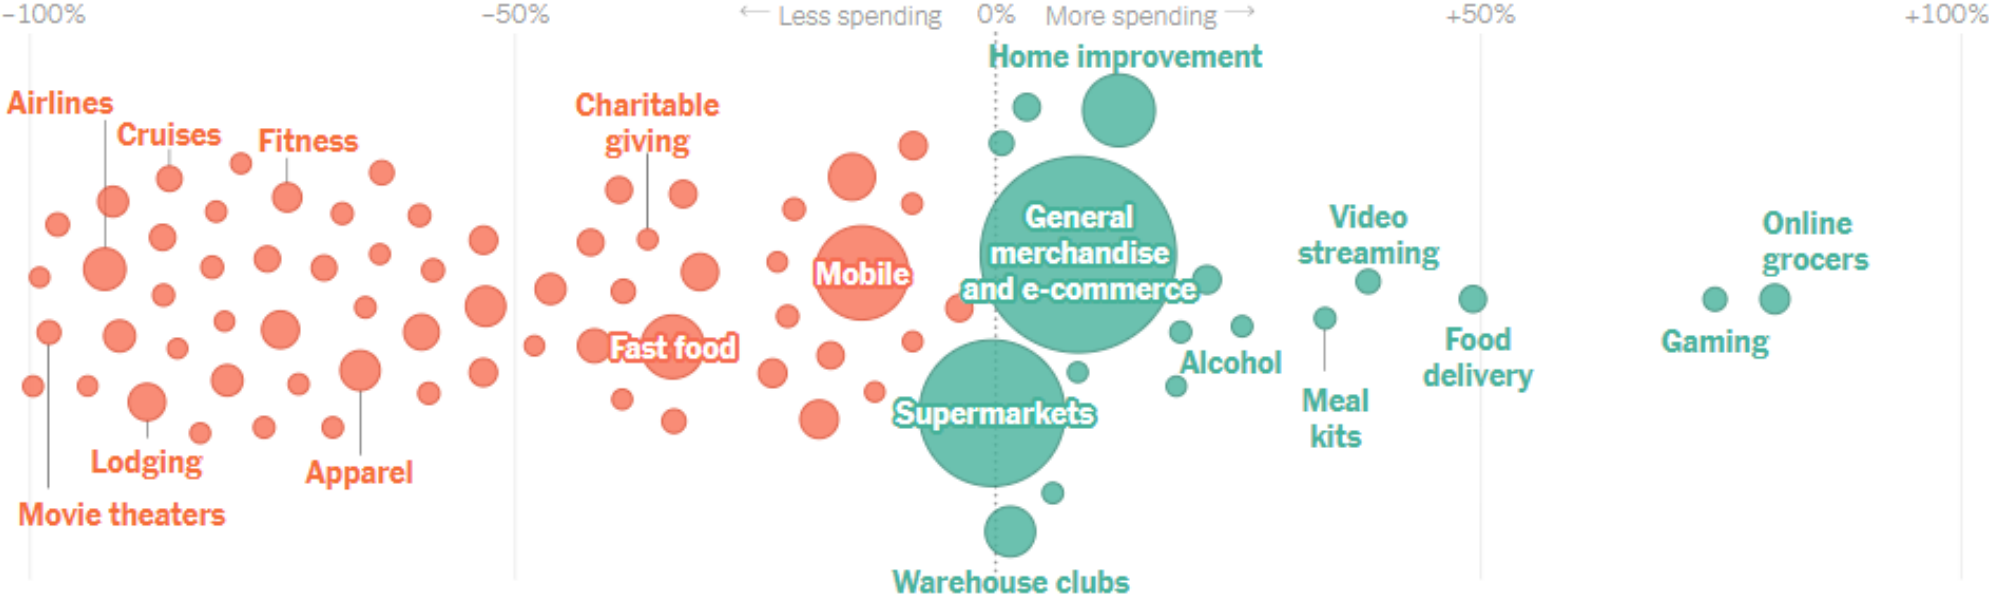 −100%
−50%
Less spending
0%
More spending
+50%
+100%
Home improvement
Airlines
Charitable
giving
Cruises
Fitness
General
merchandise
and e-commerce
Video
streaming
Online
grocers
Mobile
Fast food
Food
delivery
Gaming
Alcohol
Meal
kits
Supermarkets
Lodging
Apparel
Movie theaters
Warehouse clubs